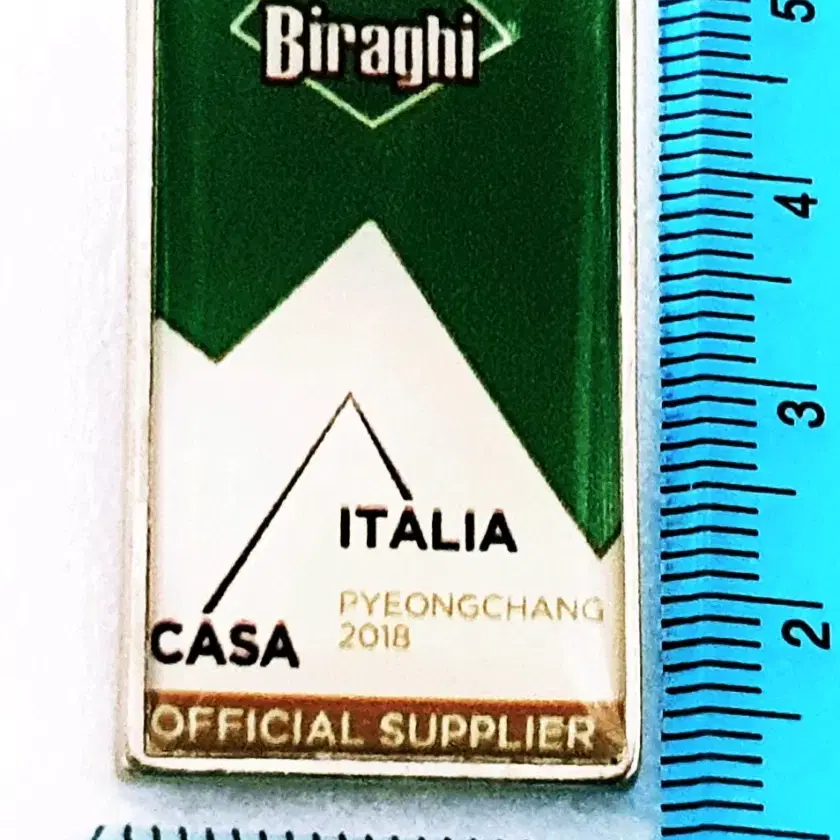 Biraghi
ITALIA
PYEONGCHANG
2018
CASA
OFFICIAL SUPPLIER
5
4
3
2